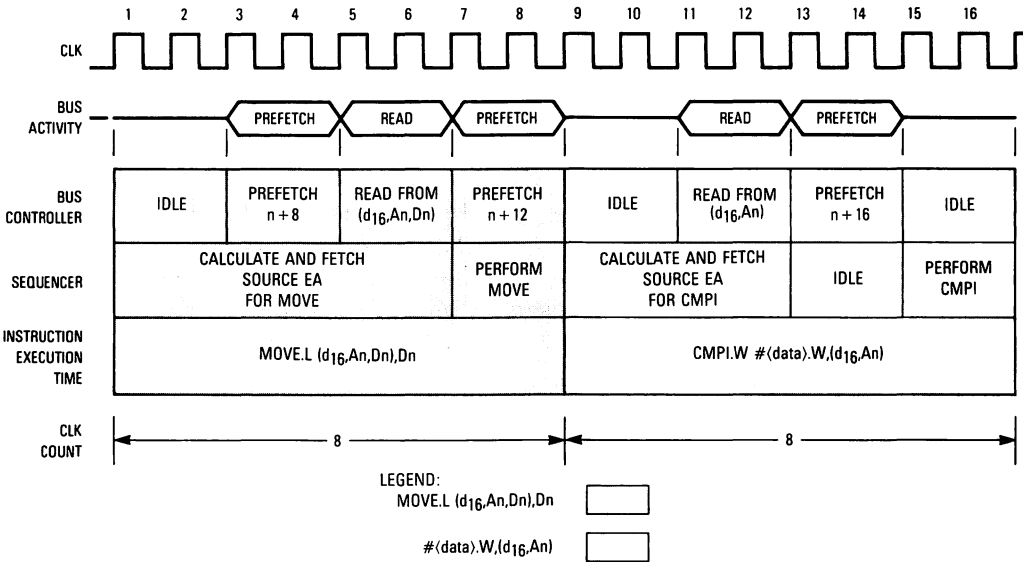 1 2 3 4 5 6 7 8 9 10 11 12 13 14 15 16
CLK
BUS ACTIVITY
PREFETCH READ PREFETCH READ PREFETCH
BUS CONTROLLER
IDLE
PREFETCH
n + 8
READ FROM
(d16,An,Dn)
PREFETCH
n + 12
IDLE
READ FROM
(d16,An)
PREFETCH
n + 16
IDLE
SEQUENCER
CALCULATE AND FETCH
SOURCE EA
FOR MOVE
PERFORM
MOVE
CALCULATE AND FETCH
SOURCE EA
FOR CMPI
IDLE
PERFORM
CMPI
INSTRUCTION
EXECUTION
TIME
MOVE.L (d16,An,Dn),Dn
CMPI.W #⟨data⟩.W,(d16,An)
CLK
COUNT
8
8
LEGEND:
MOVE.L (d16,An,Dn),Dn
#⟨data⟩.W,(d16,An)